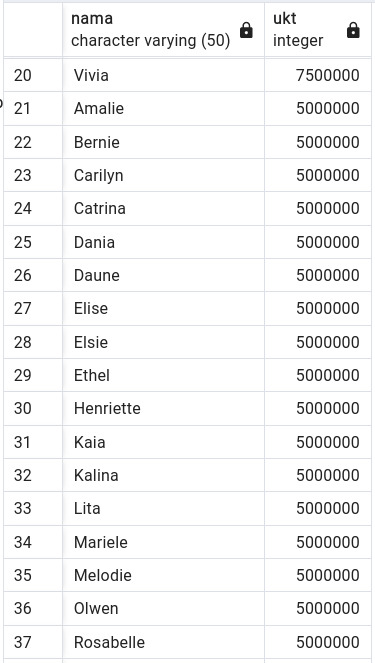 nama ukt
character varying (50) integer
20 Vivia 7500000
21 Amalie 5000000
22 Bernie 5000000
23 Carilyn 5000000
24 Catrina 5000000
25 Dania 5000000
26 Daune 5000000
27 Elise 5000000
28 Elsie 5000000
29 Ethel 5000000
30 Henriette 5000000
31 Kaia 5000000
32 Kalina 5000000
33 Lita 5000000
34 Mariele 5000000
35 Melodie 5000000
36 Olwen 5000000
37 Rosabelle 5000000